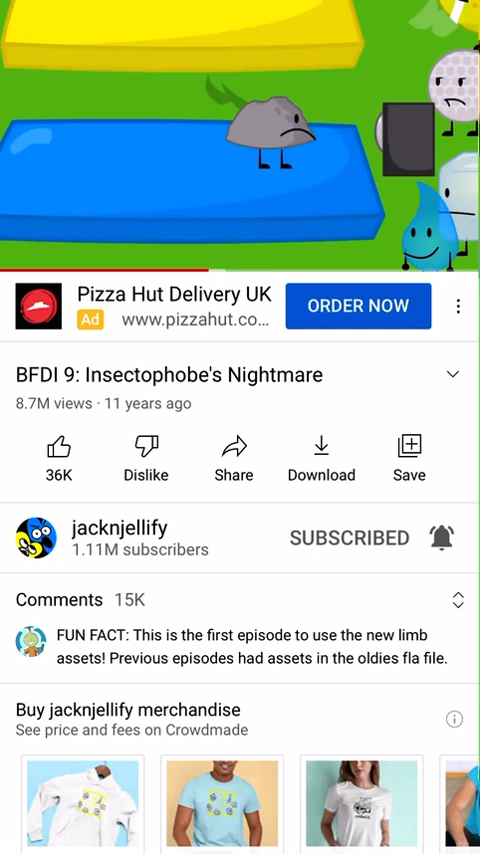 Pizza Hut Delivery UK
Ad www.pizzahut.co...
ORDER NOW
BFDI 9: Insectophobe's Nightmare
8.7M views · 11 years ago
36K
Dislike
Share
Download
Save
jacknjellify
1.11M subscribers
SUBSCRIBED
Comments 15K
FUN FACT: This is the first episode to use the new limb
assets! Previous episodes had assets in the oldies fla file.
Buy jacknjellify merchandise
See price and fees on Crowdmade